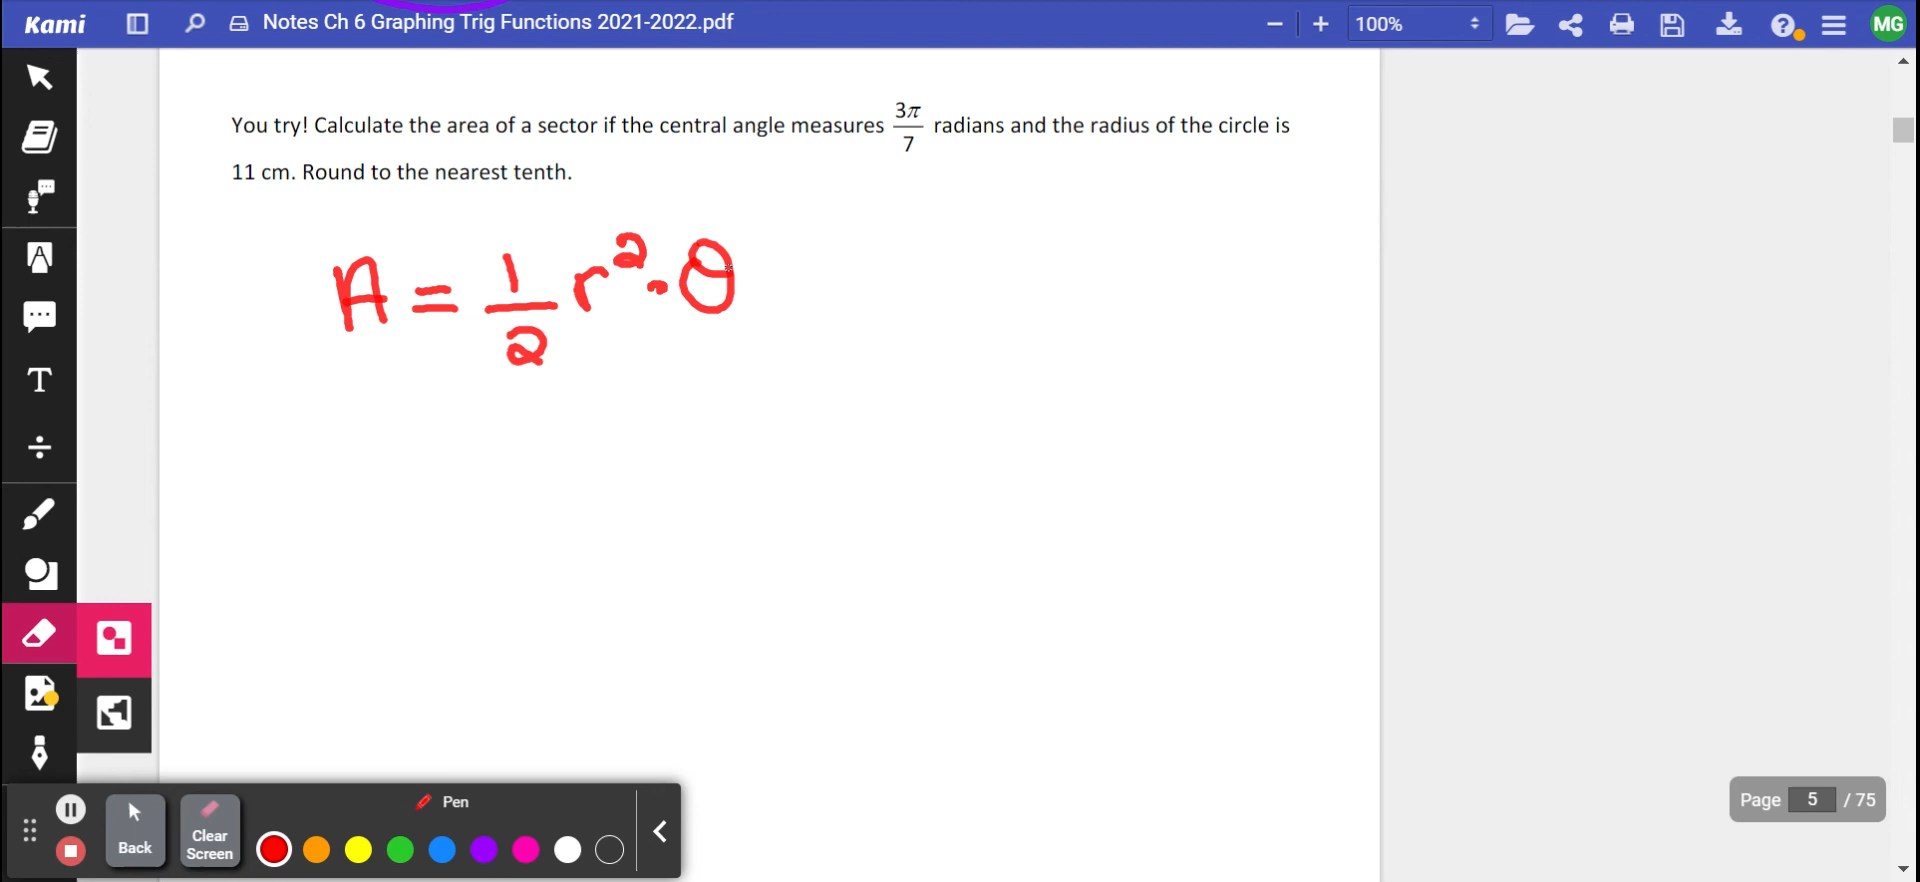 Kami Notes Ch 6 Graphing Trig Functions 2021-2022.pdf − + 100% MG
You try! Calculate the area of a sector if the central angle measures 3π/7 radians and the radius of the circle is
11 cm. Round to the nearest tenth.
A = 1/2 r² · θ
T
Pen
Back
Clear
Screen
Page 5 / 75